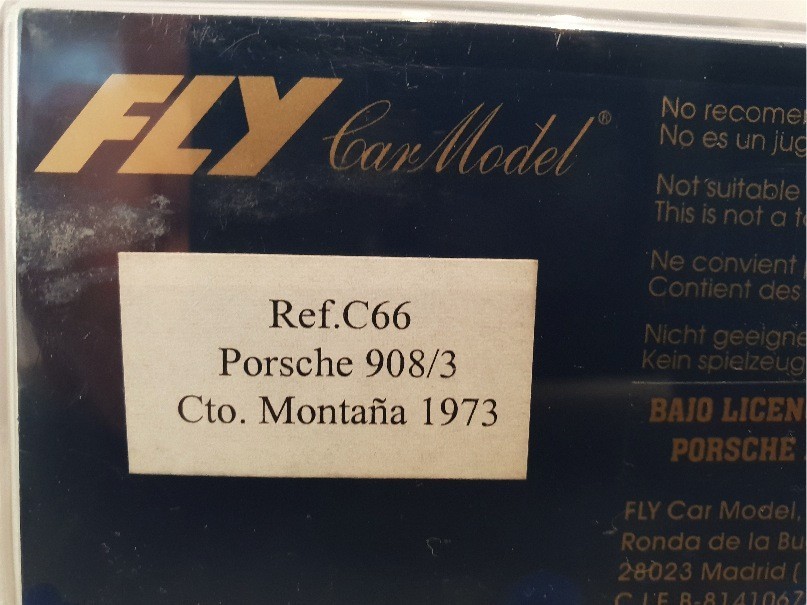 FLY Car Model ®
Ref.C66
Porsche 908/3
Cto. Montaña 1973
No recome
No es un jug
Not suitable
This is not a
Ne convient
Contient des
Nicht geeigne
Kein spielzeug
BAJO LICEN
PORSCHE
FLY Car Model,
Ronda de la Bu
28023 Madrid (
C.I.F. B-8141067